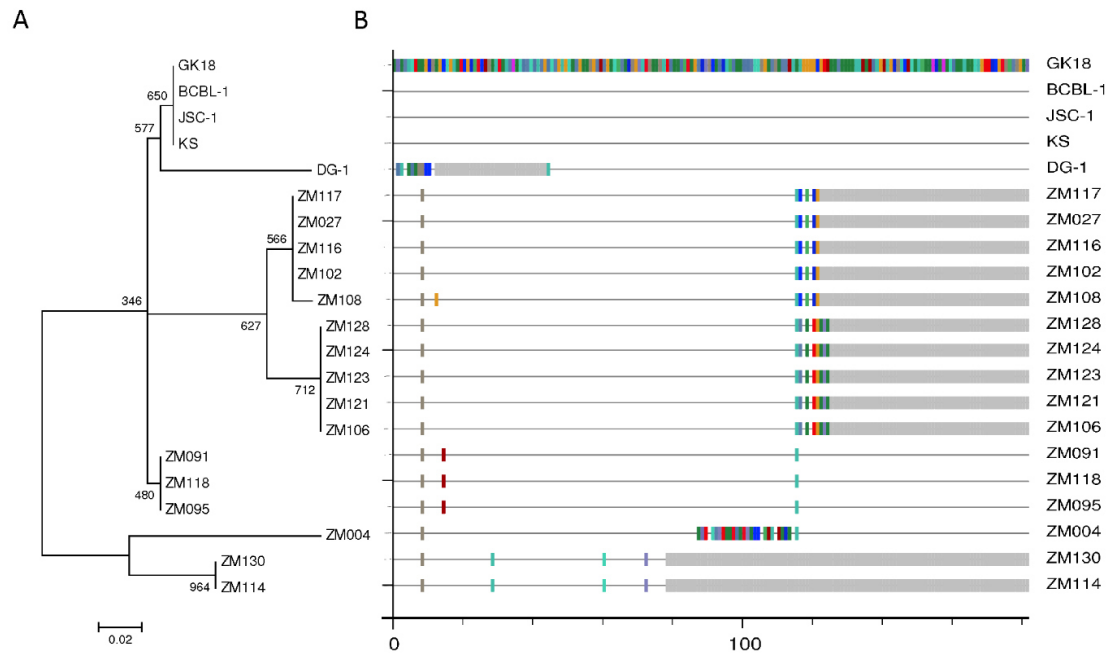 A B
GK18 GK18
650 BCBL-1 BCBL-1
577 JSC-1 JSC-1
KS KS
DG-1 DG-1
ZM117 ZM117
ZM027 ZM027
566 ZM116 ZM116
ZM102 ZM102
346 ZM108 ZM108
627 ZM128 ZM128
ZM124 ZM124
ZM123 ZM123
712 ZM121 ZM121
ZM106 ZM106
ZM091 ZM091
ZM118 ZM118
480 ZM095 ZM095
ZM004 ZM004
ZM130 ZM130
964 ZM114 ZM114
0.02 0 100